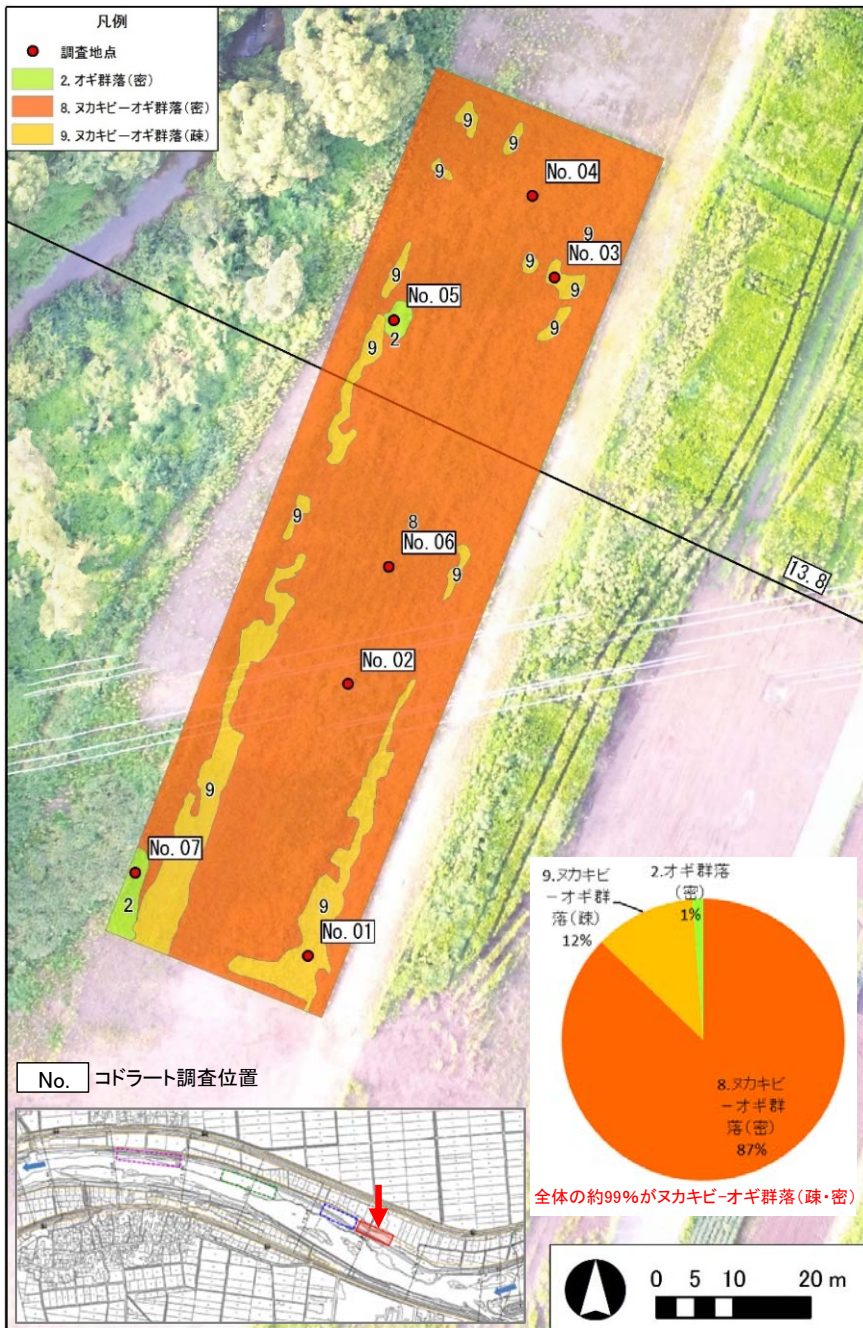 凡例
調査地点
2. オギ群落(密)
8. ヌカキビーオギ群落(密)
9. ヌカキビーオギ群落(疎)
9
9
9
No. 04
9
No. 03
9
9
9
No. 05
2
9
9
9
8
No. 06
9
13.8
No. 02
9
No. 07
2
9
No. 01
9.ヌカキビ
ーオギ群
落(疎)
12%
2.オギ群落
(密)
1%
8.ヌカキビ
ーオギ群
落(密)
87%
全体の約99%がヌカキビ-オギ群落(疎・密)
No. コドラート調査位置
0 5 10 20 m